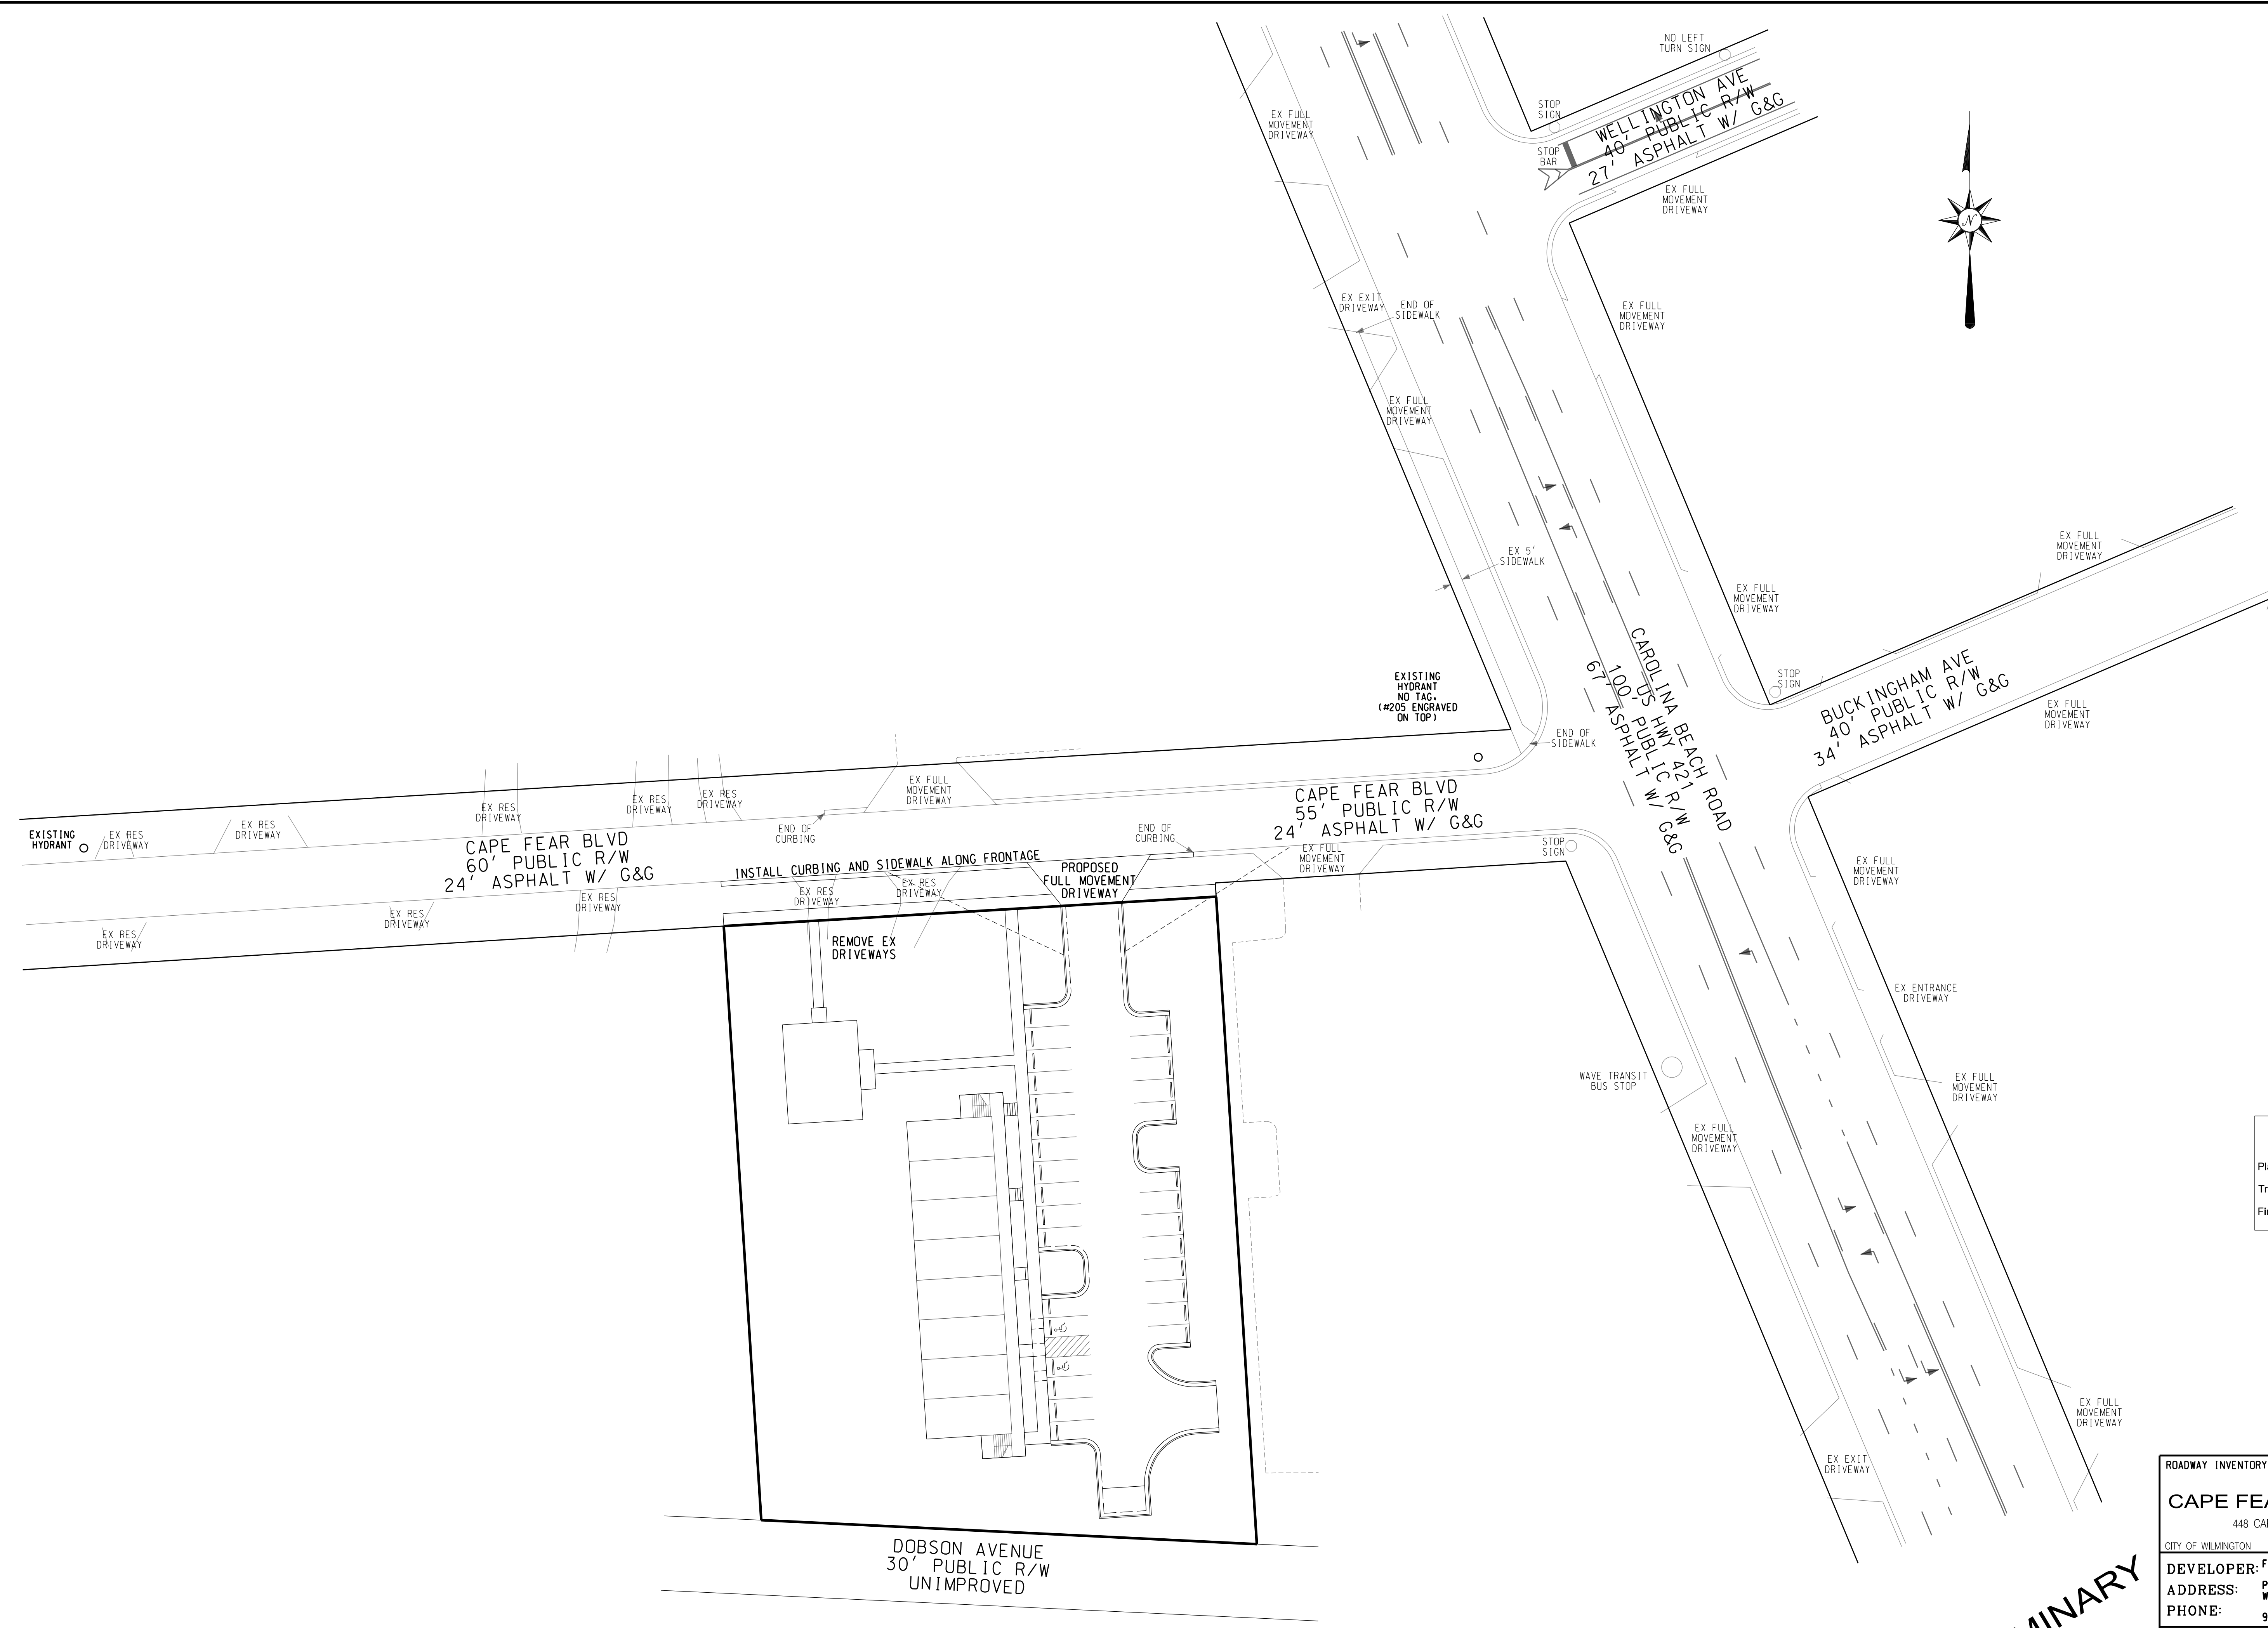 NO LEFT
TURN SIGN
STOP
SIGN
WELLINGTON AVE
40' PUBLIC R/W
27' ASPHALT W/ G&G
STOP
BAR
EX FULL
MOVEMENT
DRIVEWAY
EX FULL
MOVEMENT
DRIVEWAY
N
EX EXIT
DRIVEWAY
END OF
SIDEWALK
EX FULL
MOVEMENT
DRIVEWAY
EX FULL
MOVEMENT
DRIVEWAY
EX 5'
SIDEWALK
EX FULL
MOVEMENT
DRIVEWAY
EX FULL
MOVEMENT
DRIVEWAY
CAROLINA BEACH ROAD
US HWY 421
100' PUBLIC R/W
67' ASPHALT W/ G&G
STOP
SIGN
BUCKINGHAM AVE
40' PUBLIC R/W
34' ASPHALT W/ G&G
EX FULL
MOVEMENT
DRIVEWAY
EXISTING
HYDRANT
NO TAG.
(#205 ENGRAVED
ON TOP)
END OF
SIDEWALK
EXISTING
HYDRANT
EX RES
DRIVEWAY
EX RES
DRIVEWAY
EX RES
DRIVEWAY
EX RES
DRIVEWAY
EX RES
DRIVEWAY
EX FULL
MOVEMENT
DRIVEWAY
CAPE FEAR BLVD
60' PUBLIC R/W
24' ASPHALT W/ G&G
END OF
CURBING
END OF
CURBING
CAPE FEAR BLVD
55' PUBLIC R/W
24' ASPHALT W/ G&G
STOP
SIGN
EX FULL
MOVEMENT
DRIVEWAY
INSTALL CURBING AND SIDEWALK ALONG FRONTAGE
PROPOSED
FULL MOVEMENT
DRIVEWAY
EX RES
DRIVEWAY
EX RES
DRIVEWAY
EX RES
DRIVEWAY
EX RES
DRIVEWAY
EX RES
DRIVEWAY
REMOVE EX
DRIVEWAYS
EX FULL
MOVEMENT
DRIVEWAY
EX ENTRANCE
DRIVEWAY
WAVE TRANSIT
BUS STOP
EX FULL
MOVEMENT
DRIVEWAY
EX FULL
MOVEMENT
DRIVEWAY
EX FULL
MOVEMENT
DRIVEWAY
EX EXIT
DRIVEWAY
DOBSON AVENUE
30' PUBLIC R/W
UNIMPROVED
MINARY
ROADWAY INVENTORY
CAPE FEA
448 CA
CITY OF WILMINGTON
DEVELOPER: F
ADDRESS: P
W
PHONE: 9
Pl
Tr
Fi